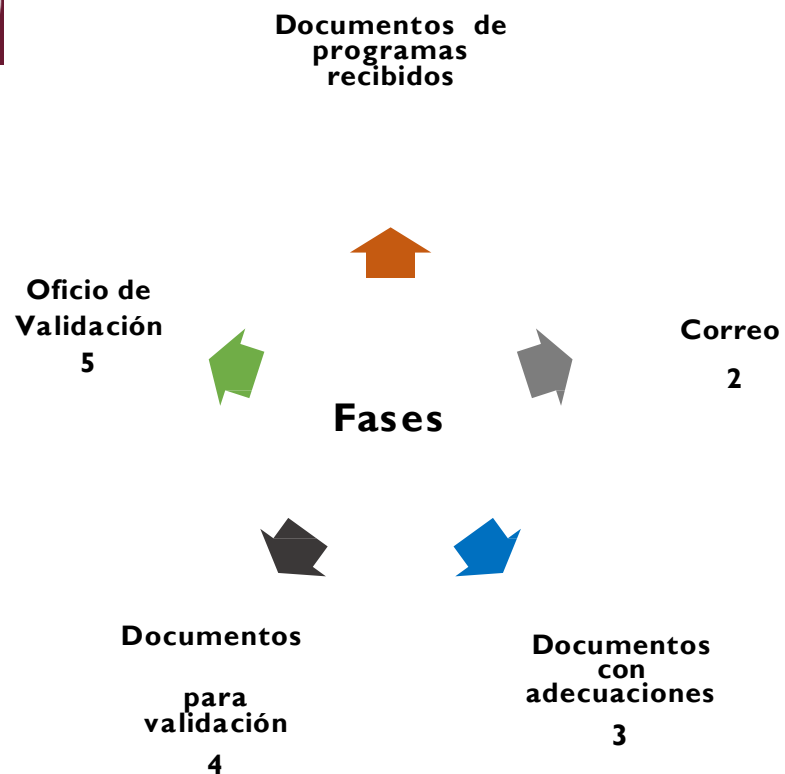 Documentos de
programas
recibidos
Correo
2
Documentos
con
adecuaciones
3
Documentos
para
validación
4
Oficio de
Validación
5
Fases